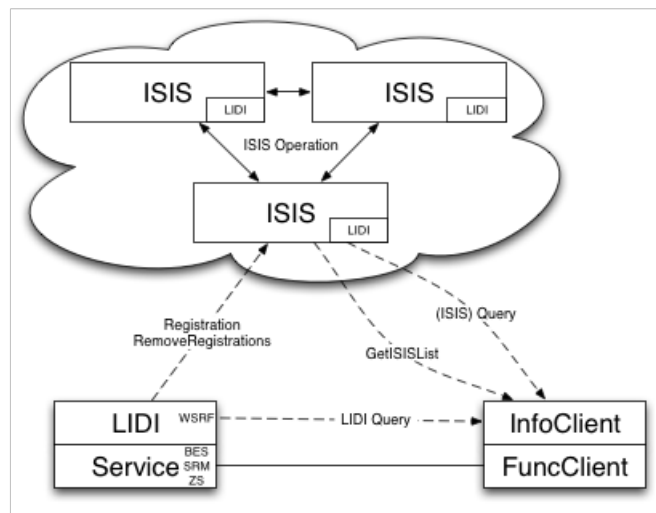 ISIS
LIDI
ISIS
LIDI
ISIS Operation
ISIS
LIDI
Registration
RemoveRegistrations
(ISIS) Query
GetISISList
LIDI
WSRF
LIDI Query
InfoClient
Service
BES
SRM
ZS
FuncClient